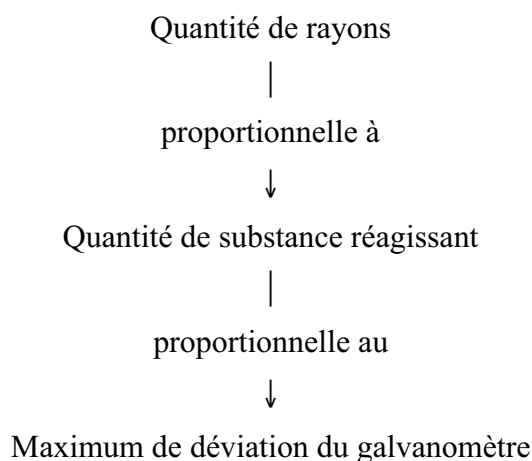 Quantité de rayons
proportionnelle à
Quantité de substance réagissant
proportionnelle au
Maximum de déviation du galvanomètre